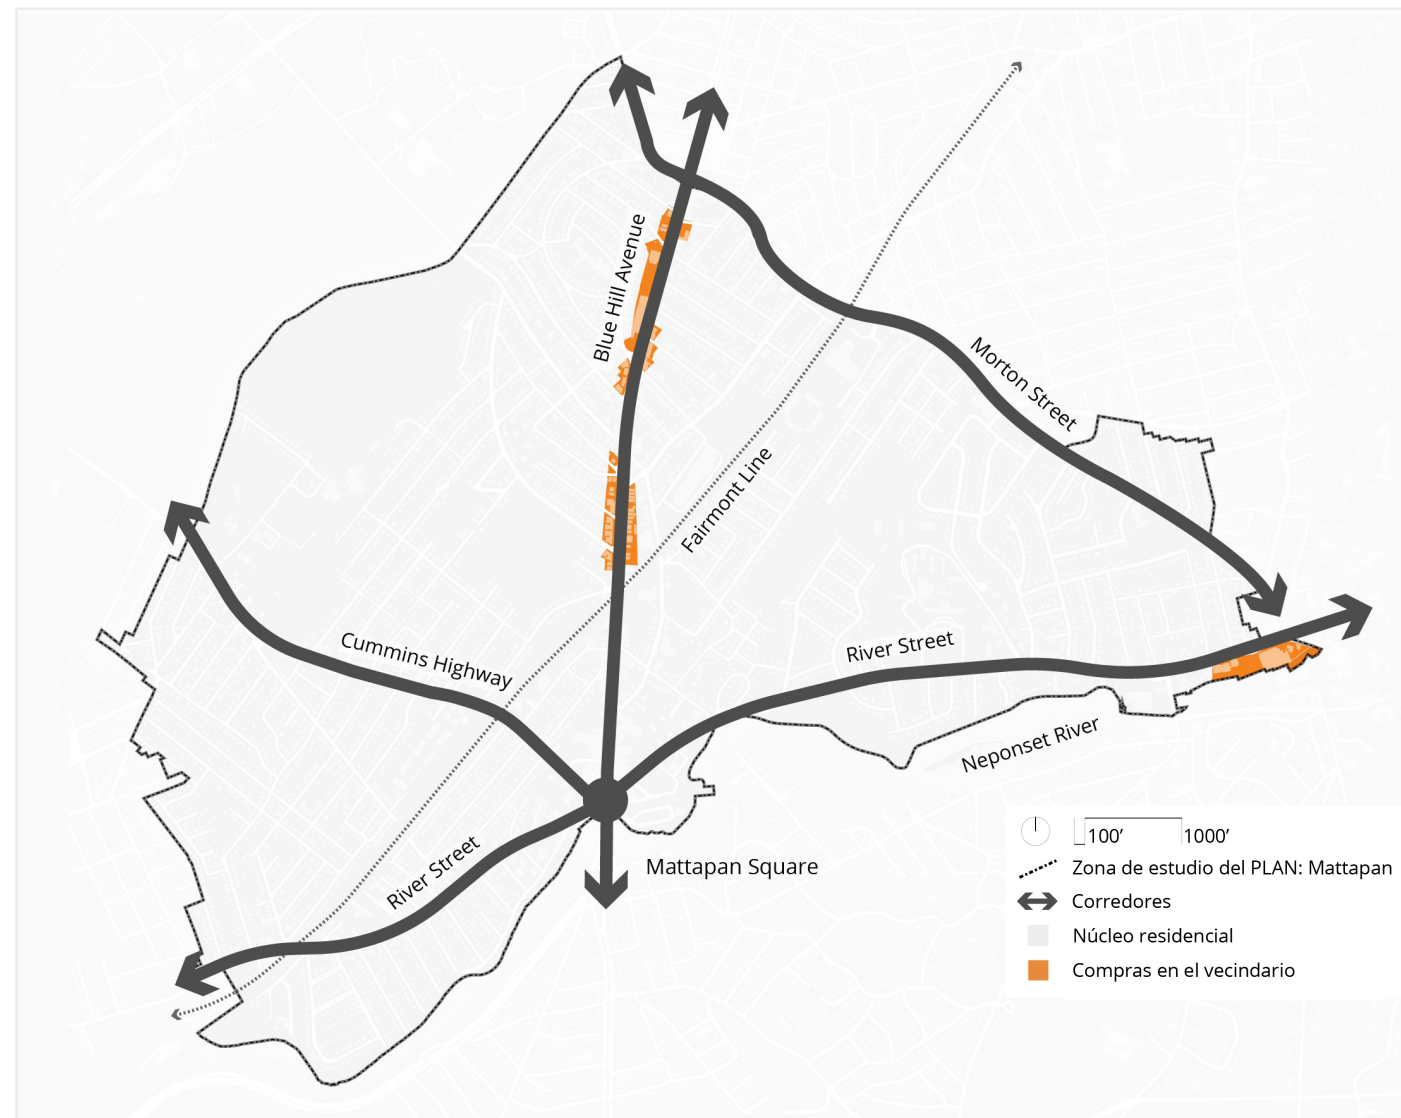 Blue Hill Avenue
Morton Street
Fairmont Line
Cummins Highway
River Street
Neponset River
River Street
Mattapan Square
100’ 1000’
Zona de estudio del PLAN: Mattapan
Corredores
Núcleo residencial
Compras en el vecindario